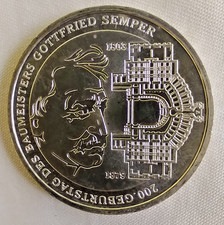 200. GEBURTSTAG DES BAUMEISTERS GOTTFRIED SEMPER
1803
1879